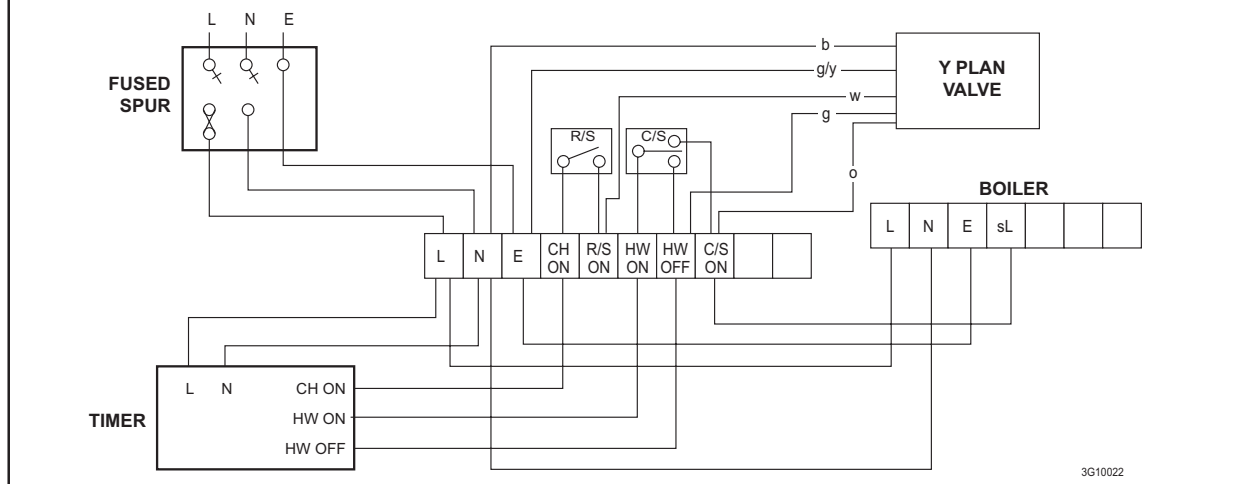 L N E
FUSED
SPUR
b
g/y
w
g
o
Y PLAN
VALVE
R/S
C/S
BOILER
L N E sL
L N E CH ON R/S ON HW ON HW OFF C/S ON
L N
CH ON
HW ON
HW OFF
TIMER
3G10022